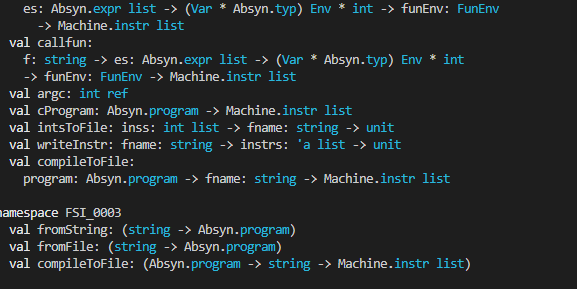 es: Absyn.expr list -> (Var * Absyn.typ) Env * int -> funEnv: FunEnv
-> Machine.instr list
val callfun:
f: string -> es: Absyn.expr list -> (Var * Absyn.typ) Env * int
-> funEnv: FunEnv -> Machine.instr list
val argc: int ref
val cProgram: Absyn.program -> Machine.instr list
val intsToFile: inss: int list -> fname: string -> unit
val writeInstr: fname: string -> instrs: 'a list -> unit
val compileToFile:
program: Absyn.program -> fname: string -> Machine.instr list
namespace FSI_0003
val fromString: (string -> Absyn.program)
val fromFile: (string -> Absyn.program)
val compileToFile: (Absyn.program -> string -> Machine.instr list)